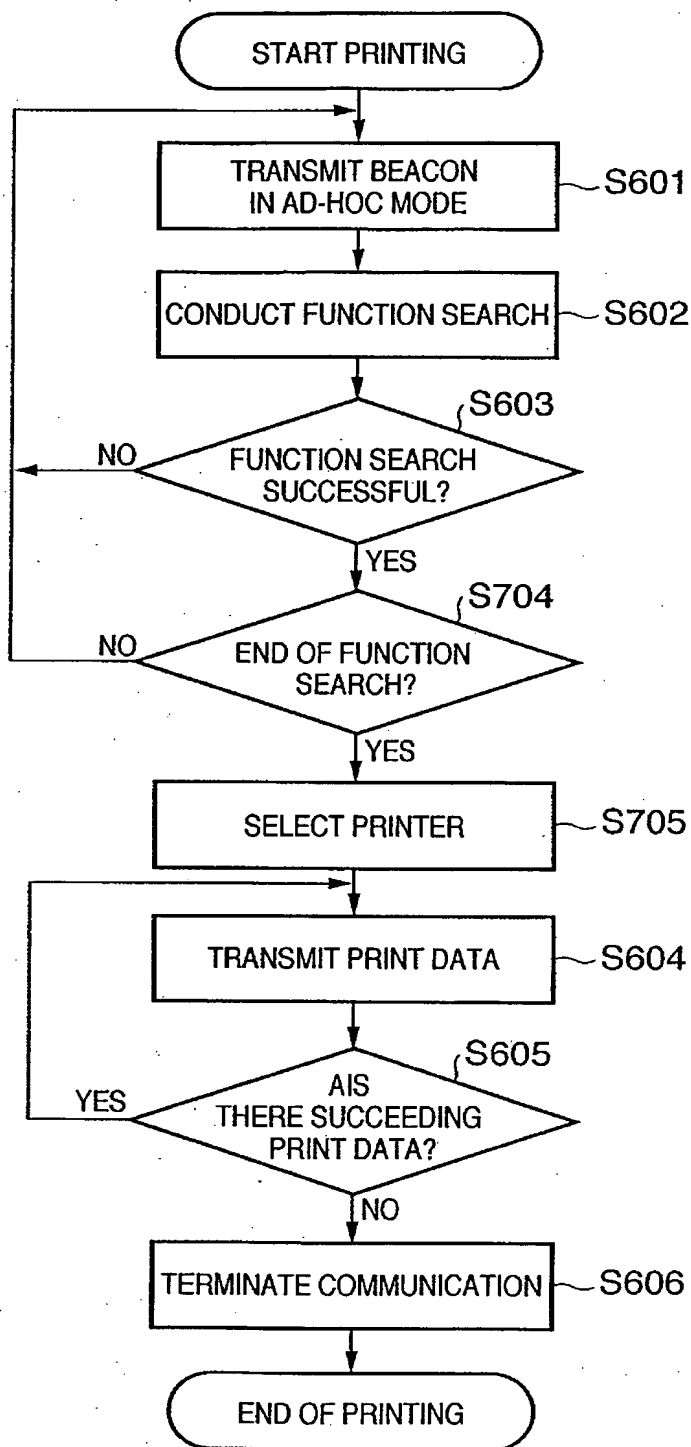 START PRINTING
TRANSMIT BEACON
IN AD-HOC MODE
S601
CONDUCT FUNCTION SEARCH
S602
S603
NO
FUNCTION SEARCH
SUCCESSFUL?
YES
S704
NO
END OF FUNCTION
SEARCH?
YES
SELECT PRINTER
S705
TRANSMIT PRINT DATA
S604
S605
YES
AIS
THERE SUCCEEDING
PRINT DATA?
NO
TERMINATE COMMUNICATION
S606
END OF PRINTING